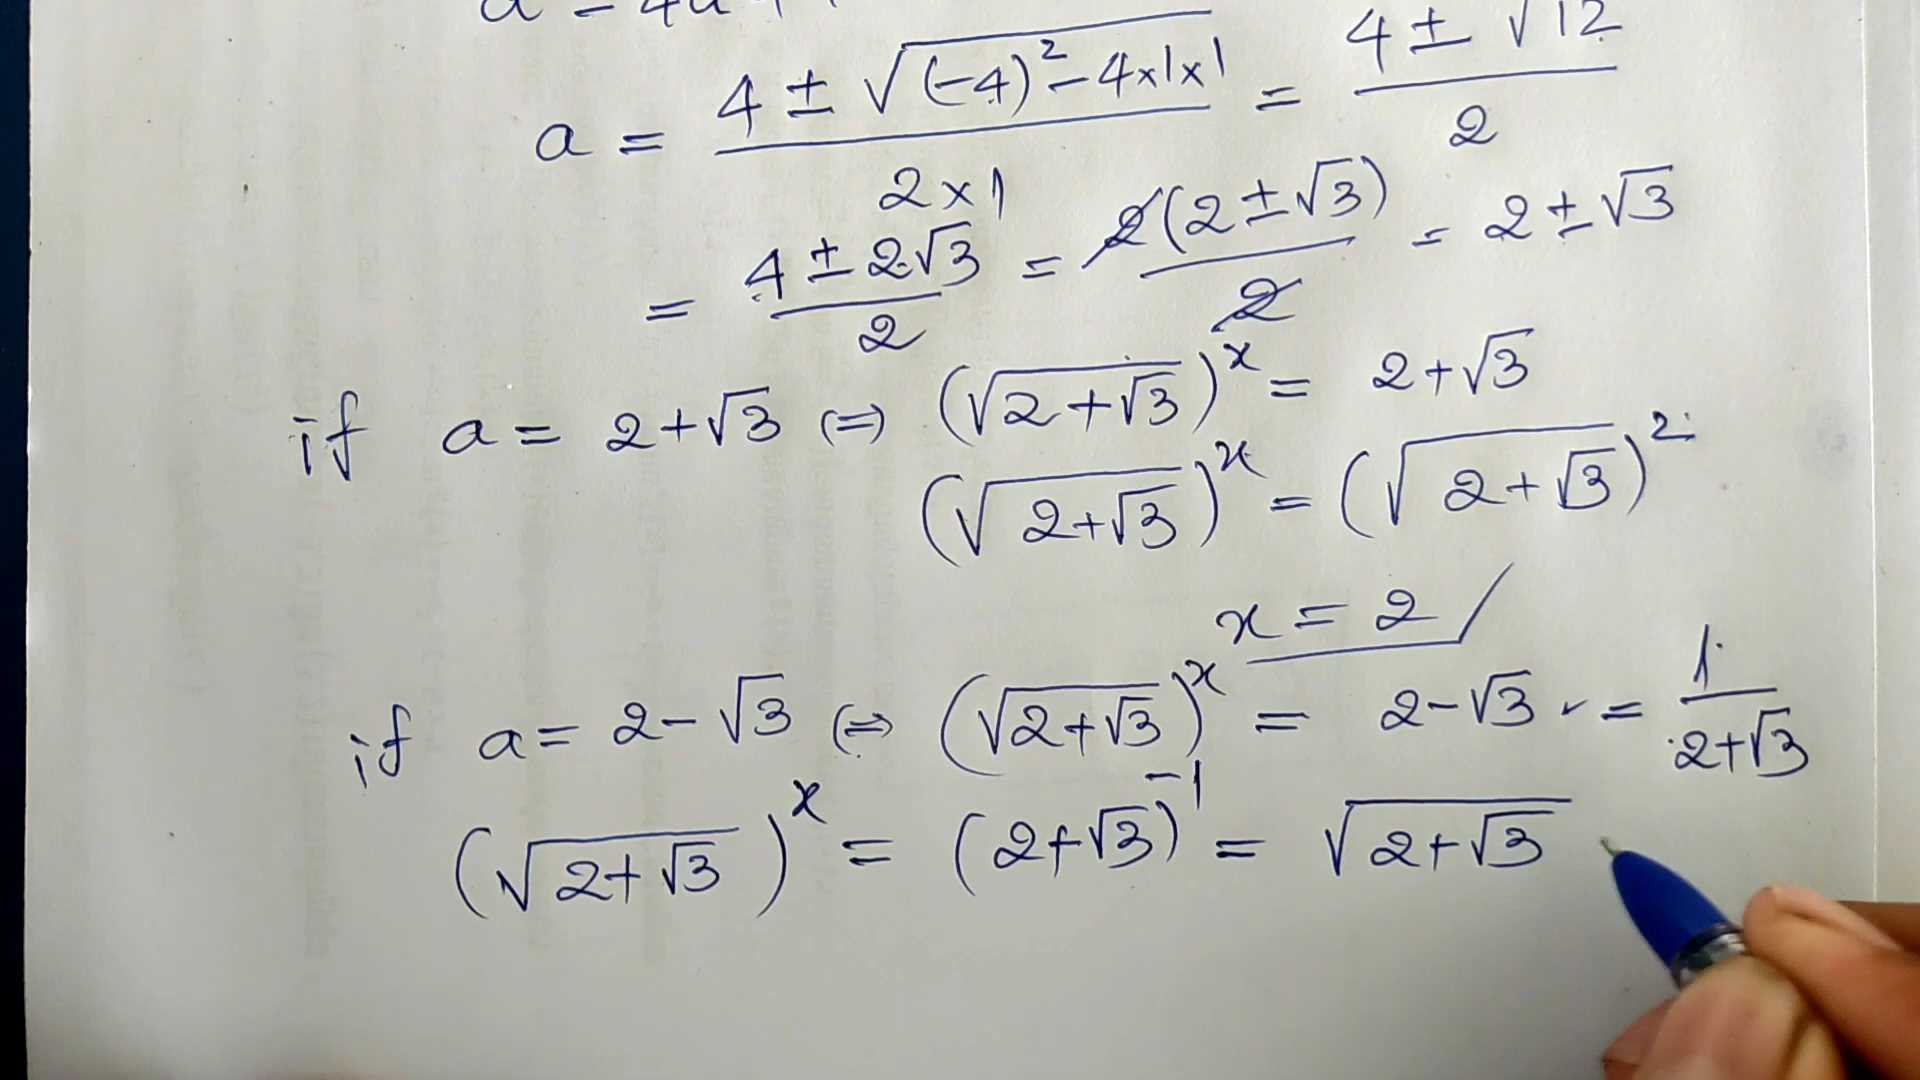 a = 4 ± √(-4)² - 4×1×1 / 2×1 = 4 ± √12 / 2
= 4 ± 2√3 / 2 = 2(2 ± √3) / 2 = 2 ± √3
if a = 2+√3 ⇔ (√2+√3)ˣ = 2+√3
(√2+√3)ˣ = (√2+√3)²
x = 2
if a = 2-√3 ⇔ (√2+√3)ˣ = 2-√3 = 1 / 2+√3
(√2+√3)ˣ = (2+√3)⁻¹ = √2+√3